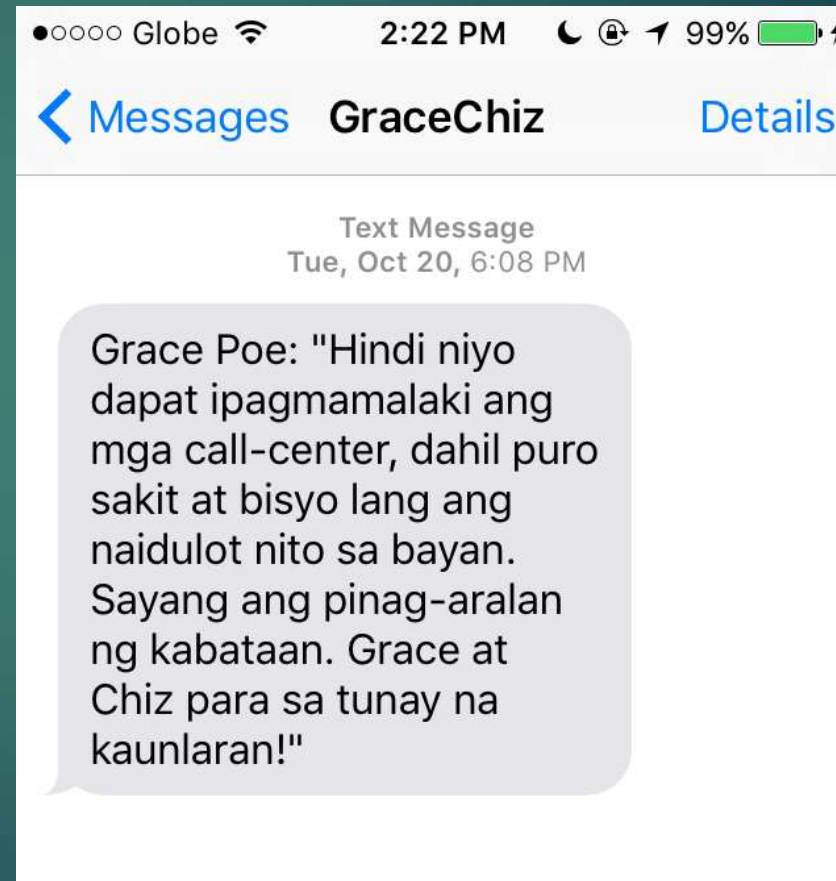 ●○○○○ Globe 2:22 PM 99%
Messages GraceChiz Details
Text Message
Tue, Oct 20, 6:08 PM
Grace Poe: "Hindi niyo
dapat ipagmamalaki ang
mga call-center, dahil puro
sakit at bisyo lang ang
naidulot nito sa bayan.
Sayang ang pinag-aralan
ng kabataan. Grace at
Chiz para sa tunay na
kaunlaran!"